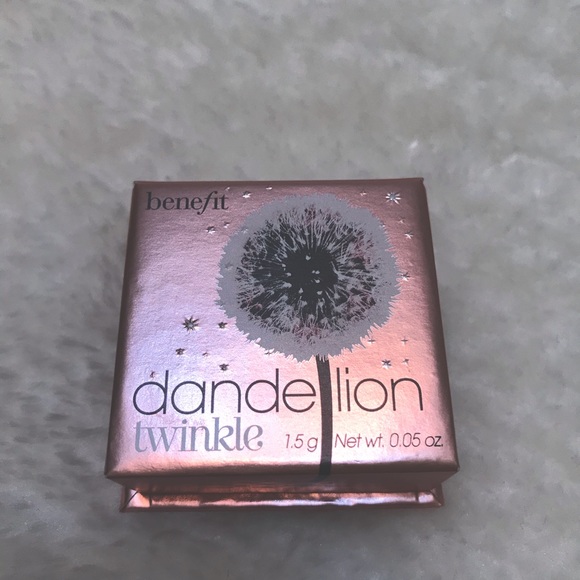 benefit
dandelion
twinkle 1.5 g Net wt. 0.05 oz.